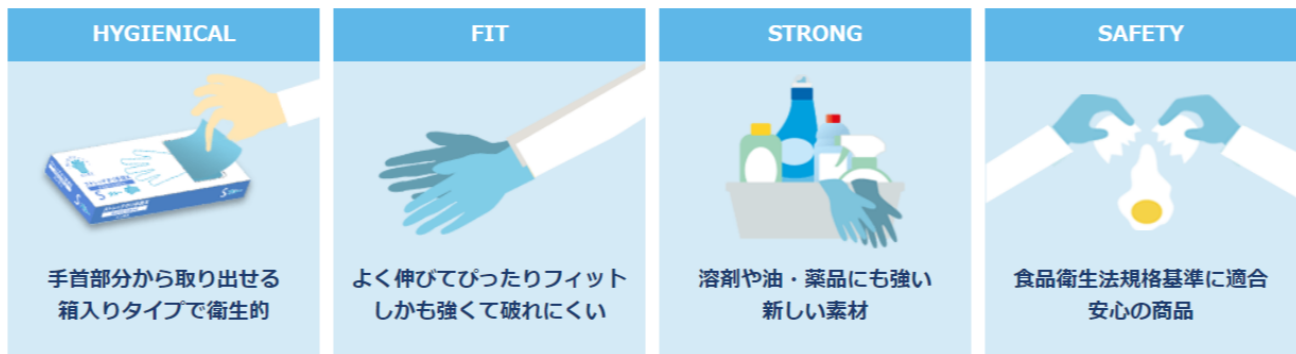 HYGIENICAL
手首部分から取り出せる
箱入りタイプで衛生的
FIT
よく伸びてぴったりフィット
しかも強くて破れにくい
STRONG
溶剤や油・薬品にも強い
新しい素材
SAFETY
食品衛生法規格基準に適合
安心の商品